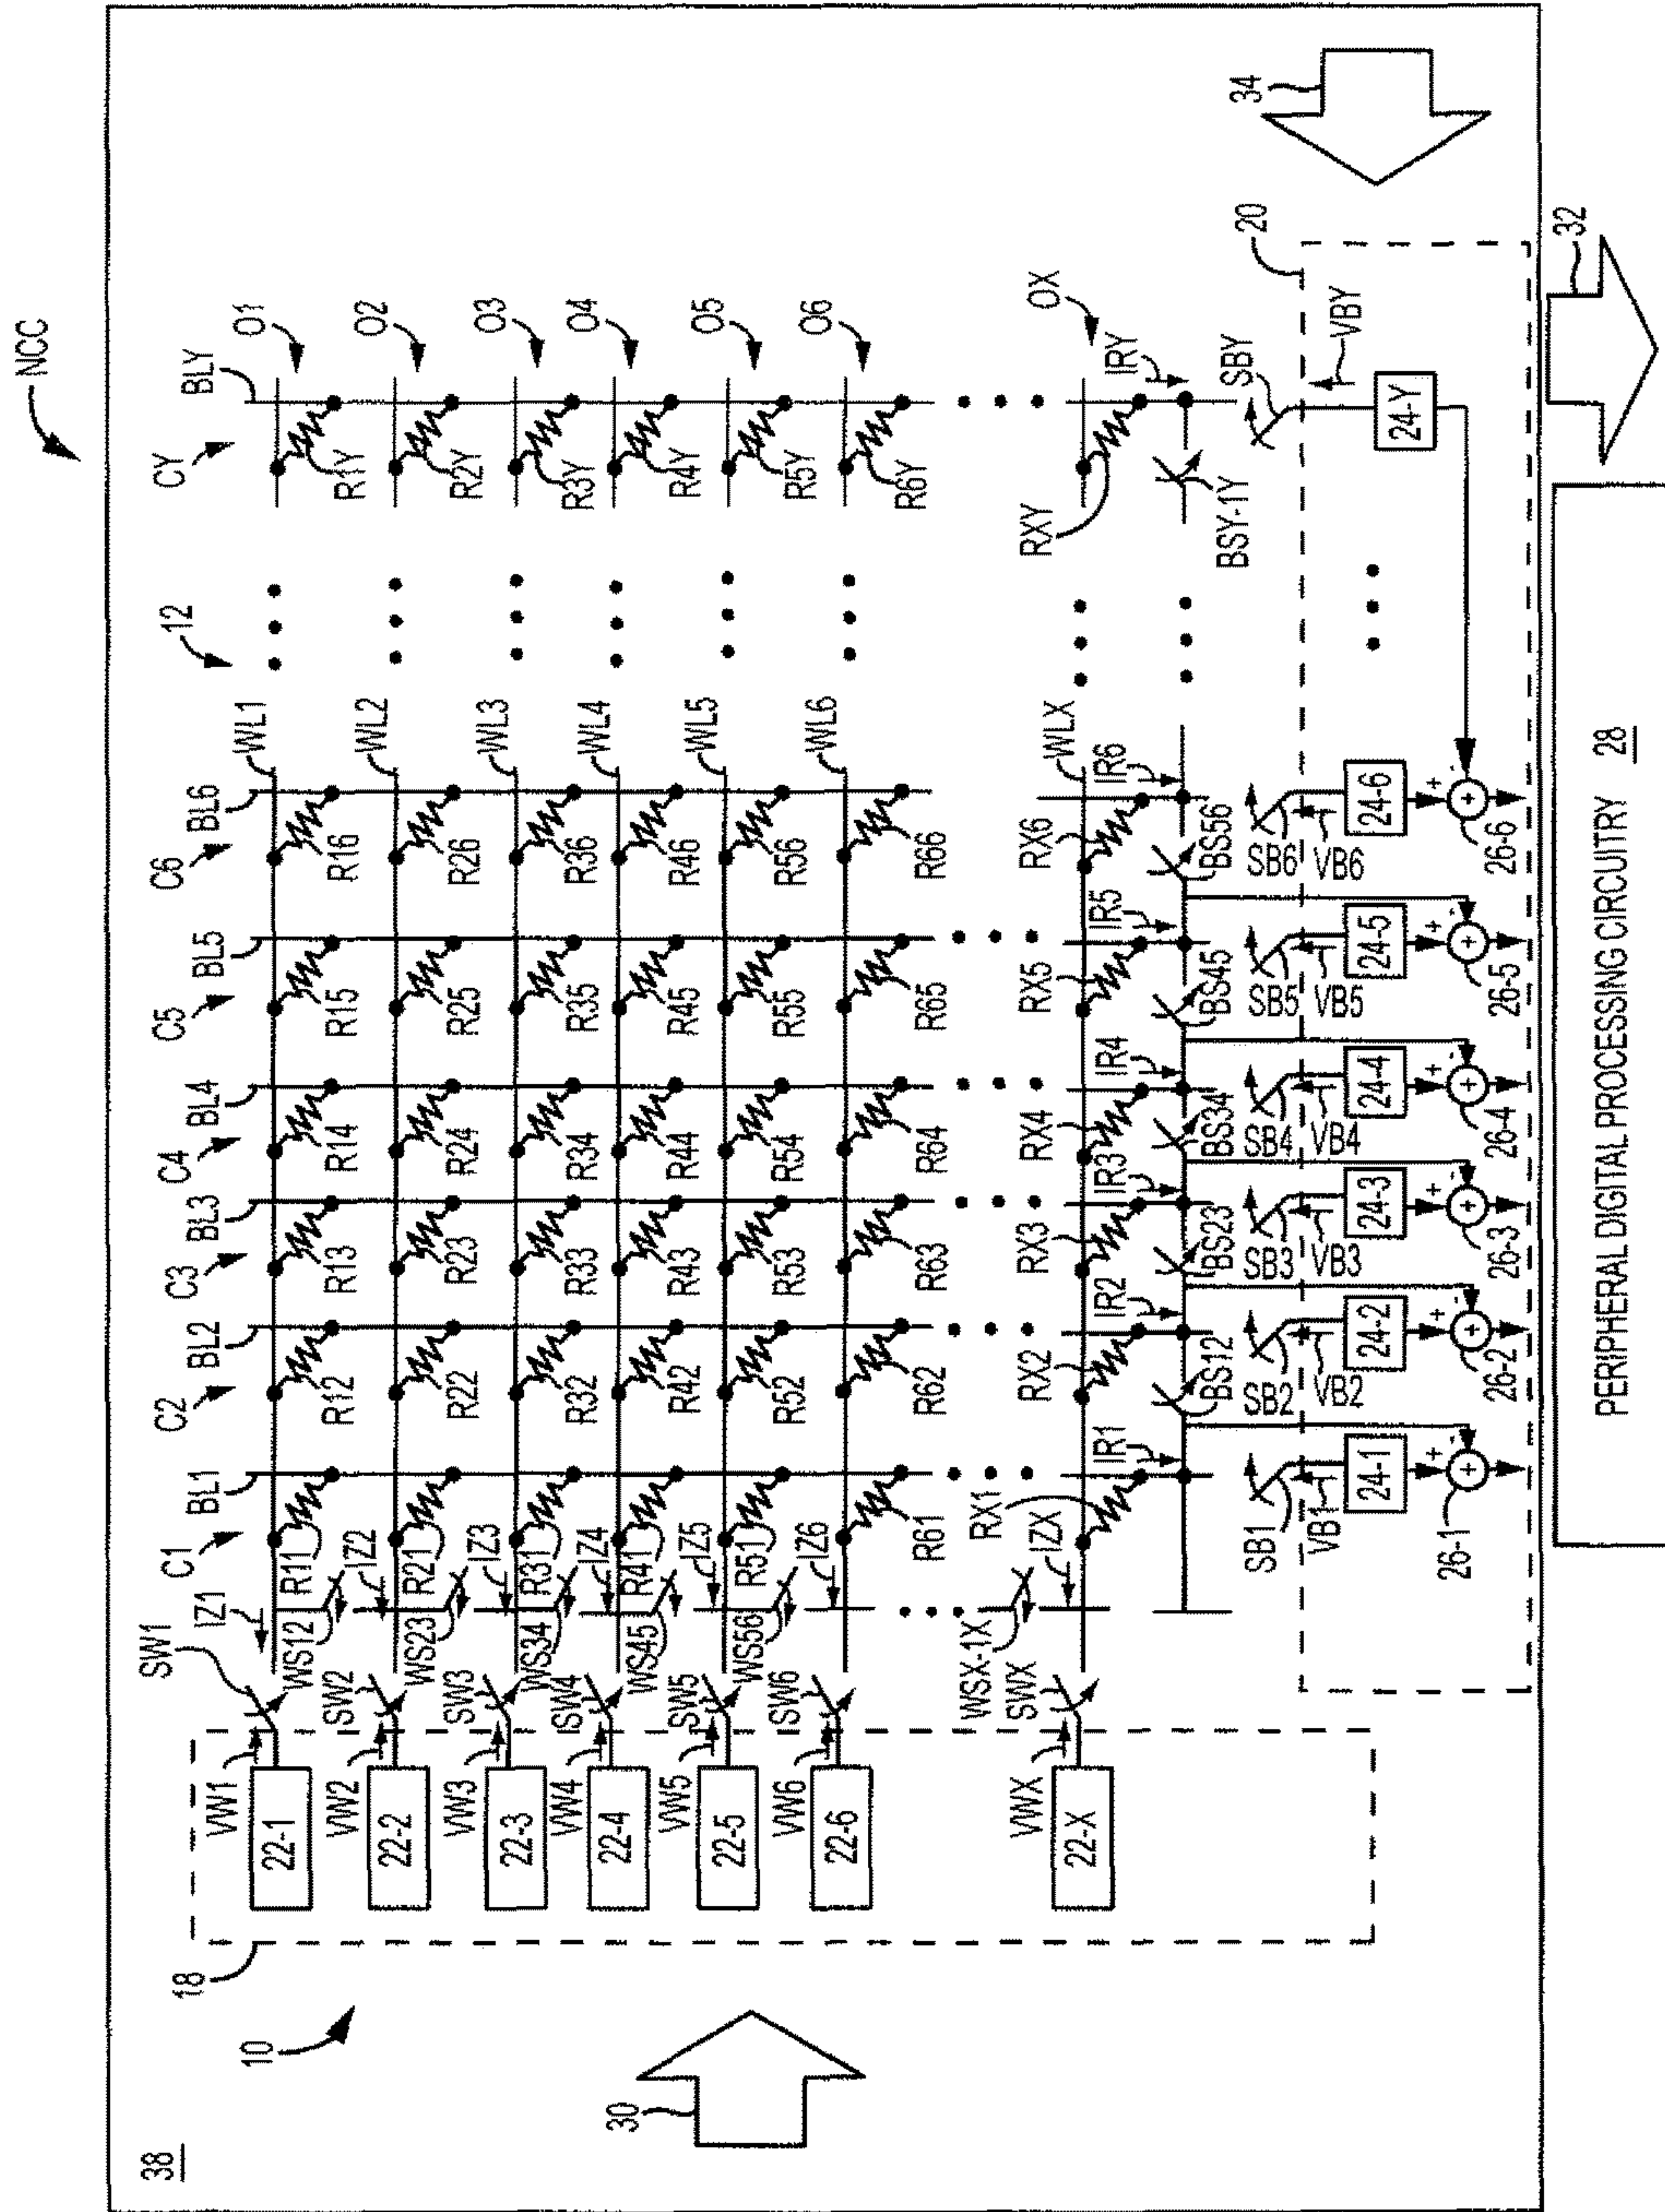 NCC
38
10
12
18
20
30
34
32
C1
C2
C3
C4
C5
C6
CY
BL1
BL2
BL3
BL4
BL5
BL6
BLY
WL1
WL2
WL3
WL4
WL5
WL6
WLX
O1
O2
O3
O4
O5
O6
OX
VW1
22-1
SW1
IZ1
R11
R12
R13
R14
R15
R16
R1Y
WS12
IZ2
VW2
22-2
SW2
R21
R22
R23
R24
R25
R26
R2Y
WS23
IZ3
VW3
22-3
SW3
R31
R32
R33
R34
R35
R36
R3Y
WS34
IZ4
VW4
22-4
SW4
R41
R42
R43
R44
R45
R46
R4Y
WS45
IZ5
VW5
22-5
SW5
R51
R52
R53
R54
R55
R56
R5Y
WS56
IZ6
VW6
22-6
SW6
R61
R62
R63
R64
R65
R66
R6Y
WSX-1X
IZX
VWX
22-X
SWX
RX1
RX2
RX3
RX4
RX5
RX6
RXY
IR1
IR2
IR3
IR4
IR5
IR6
IRY
BS12
BS23
BS34
BS45
BS56
BSY-1Y
SB1
SB2
SB3
SB4
SB5
SB6
SBY
VB1
VB2
VB3
VB4
VB5
VB6
VBY
24-1
24-2
24-3
24-4
24-5
24-6
24-Y
+ -
+ -
+ -
+ -
+ -
+ -
+
+
+
+
+
+
26-1
26-2
26-3
26-4
26-5
26-6
PERIPHERAL DIGITAL PROCESSING CIRCUITRY 28